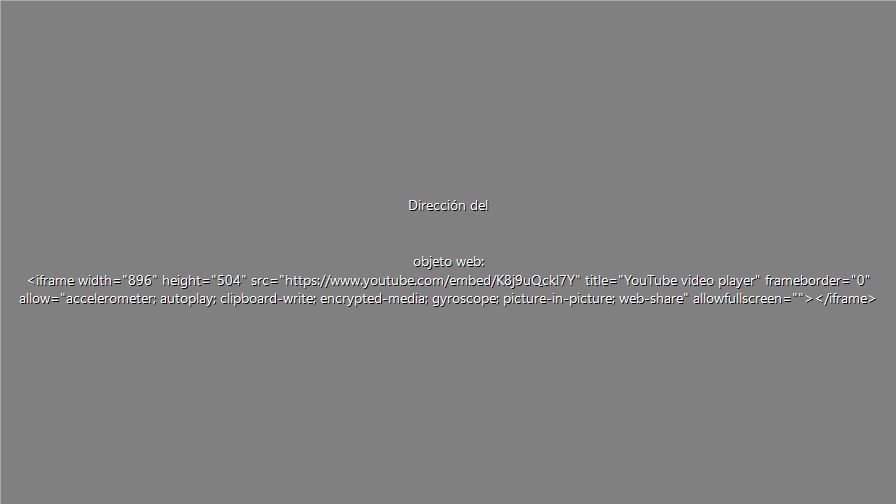 Dirección del
objeto web:
<iframe width="896" height="504" src="https://www.youtube.com/embed/K8j9uQckl7Y" title="YouTube video player" frameborder="0"
allow="accelerometer; autoplay; clipboard-write; encrypted-media; gyroscope; picture-in-picture; web-share" allowfullscreen=""></iframe>